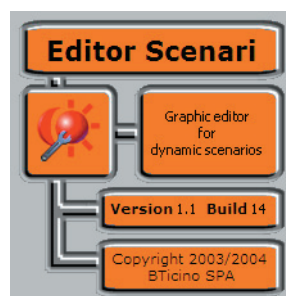 Editor Scenari
Graphic editor
for
dynamic scenarios
Version 1.1 Build 14
Copyright 2003/2004
BTicino SPA